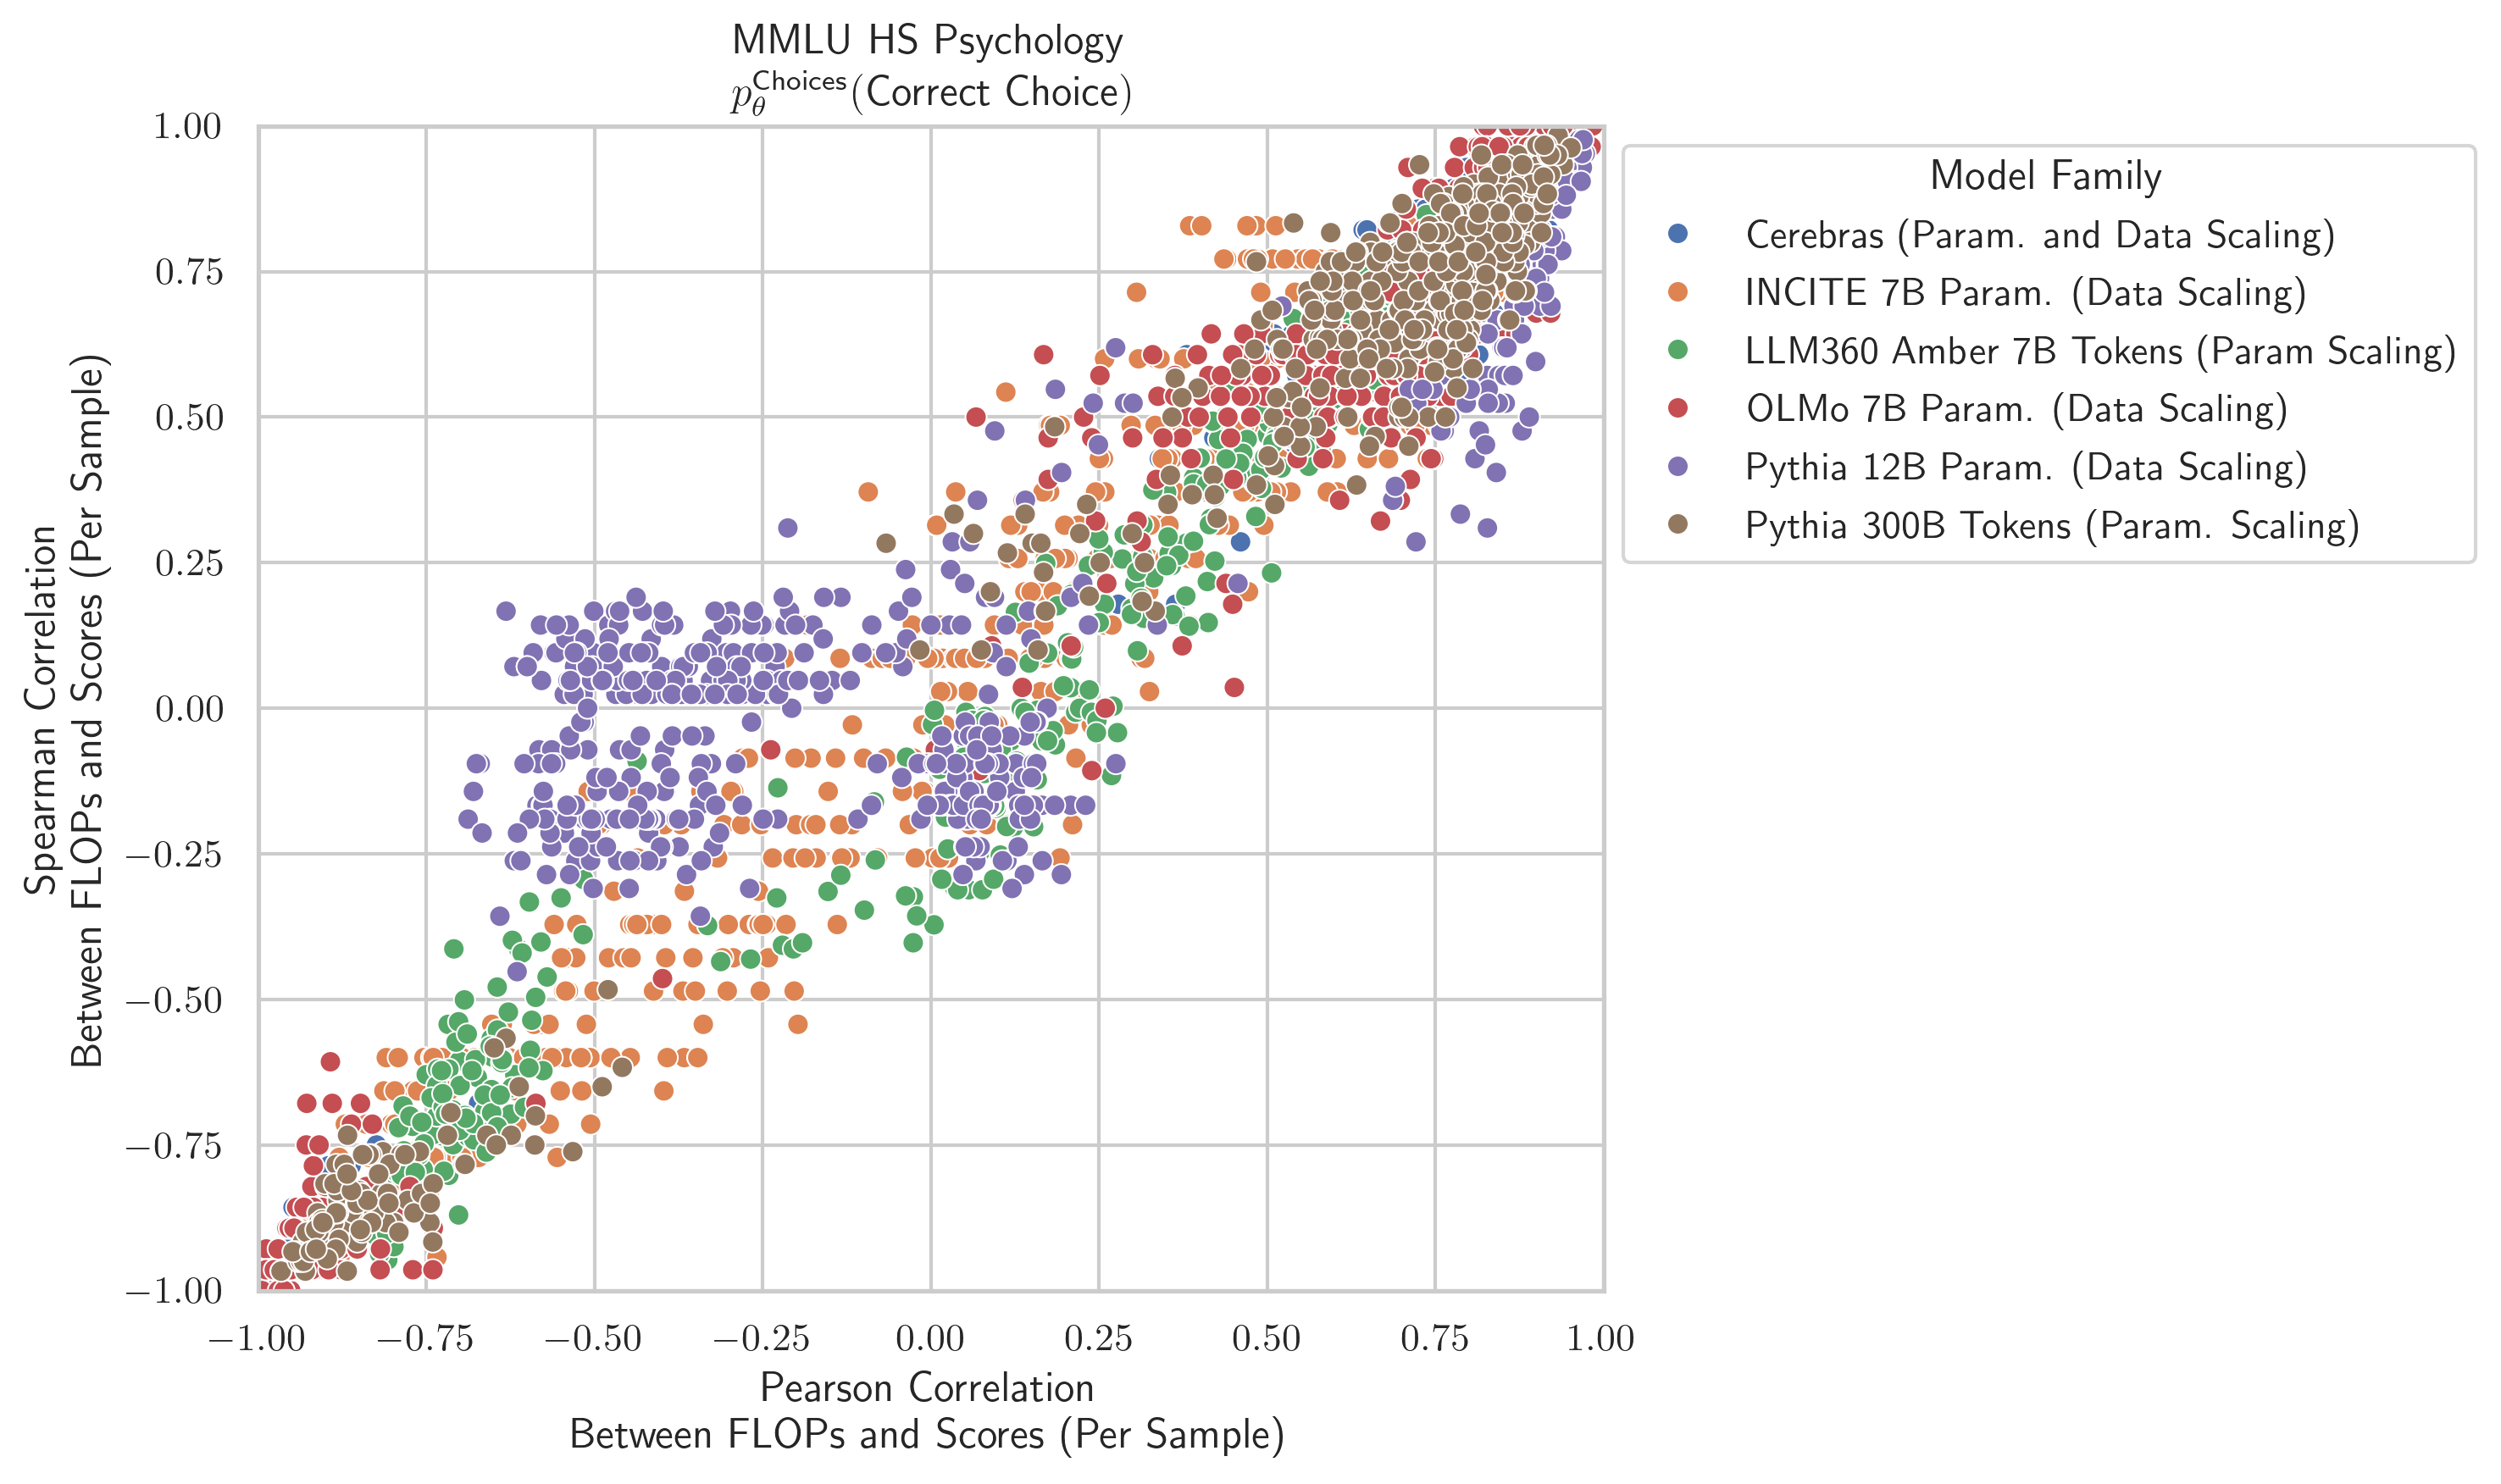 MMLU HS Psychology
p_θ^Choices(Correct Choice)
1.00
0.75
0.50
0.25
0.00
−0.25
−0.50
−0.75
−1.00
Spearman Correlation
Between FLOPs and Scores (Per Sample)
−1.00 −0.75 −0.50 −0.25 0.00 0.25 0.50 0.75 1.00
Pearson Correlation
Between FLOPs and Scores (Per Sample)
Model Family
Cerebras (Param. and Data Scaling)
INCITE 7B Param. (Data Scaling)
LLM360 Amber 7B Tokens (Param Scaling)
OLMo 7B Param. (Data Scaling)
Pythia 12B Param. (Data Scaling)
Pythia 300B Tokens (Param. Scaling)